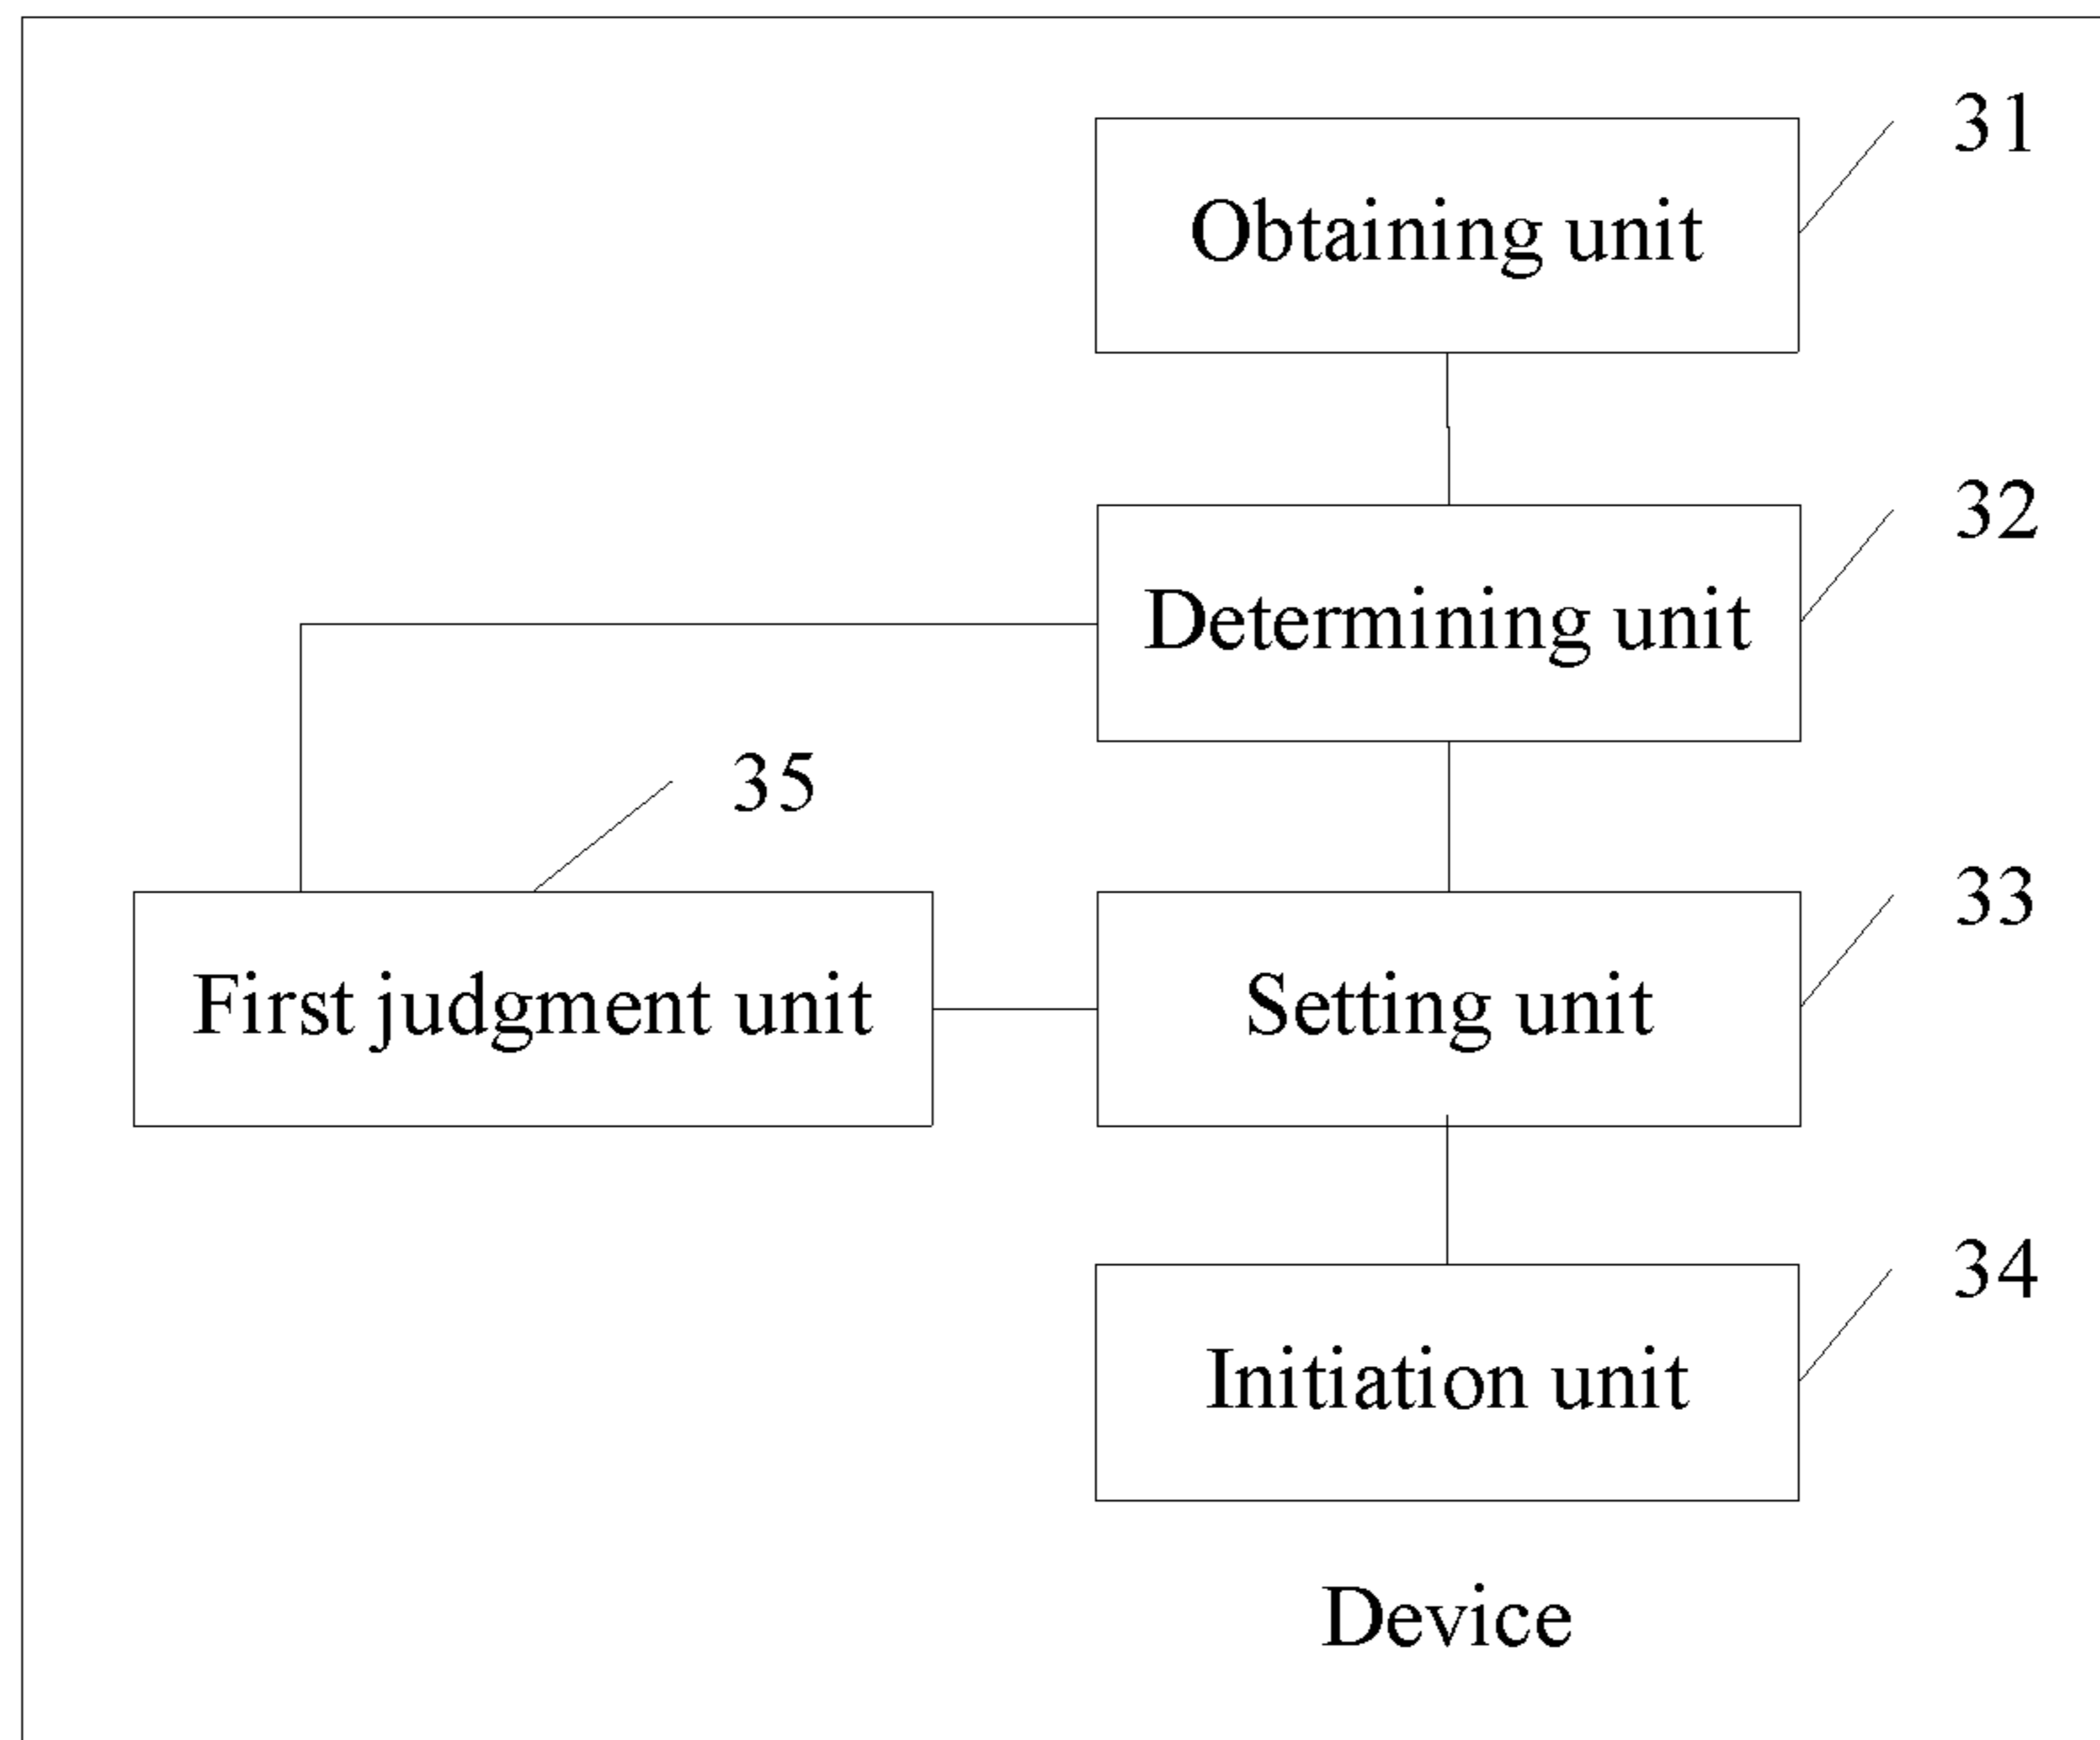 31
Obtaining unit
32
Determining unit
35
33
First judgment unit
Setting unit
34
Initiation unit
Device